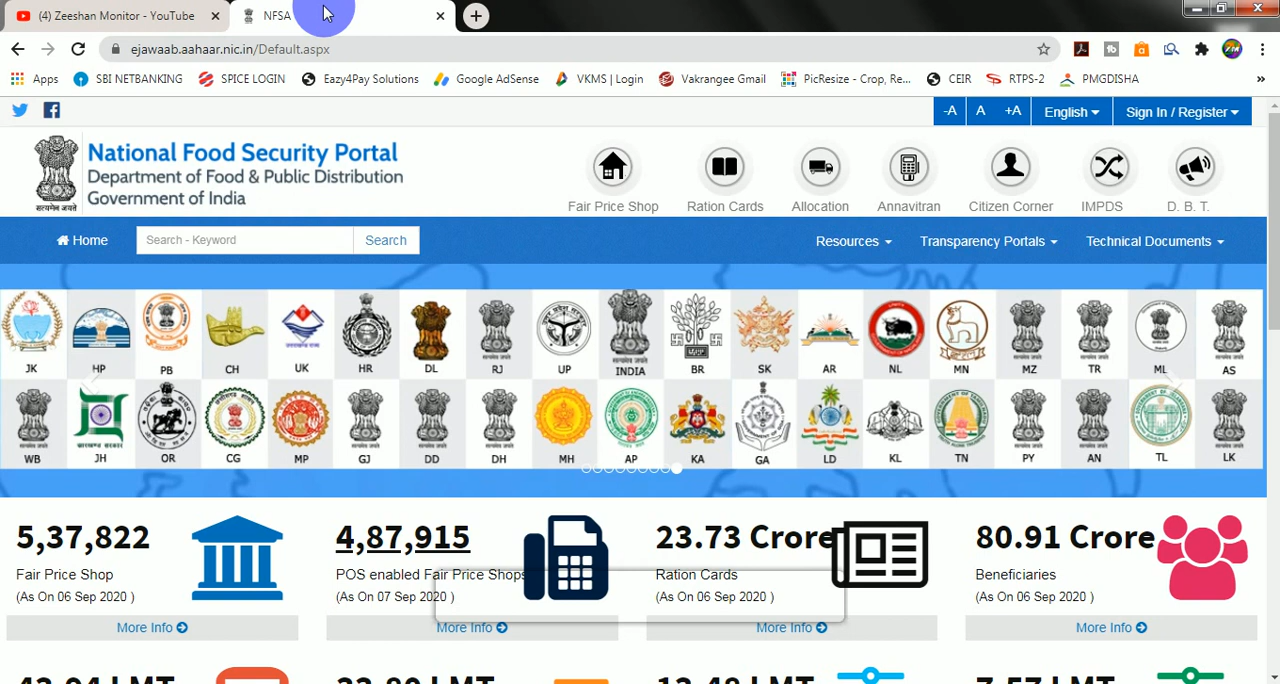 (4) Zeeshan Monitor - YouTube
NFSA
ejawaab.aahaar.nic.in/Default.aspx
Apps
SBI NETBANKING
SPICE LOGIN
Eazy4Pay Solutions
Google AdSense
VKMS | Login
Vakrangee Gmail
PicResize - Crop, Re...
CEIR
RTPS-2
PMGDISHA
»
-A A +A English Sign In / Register
National Food Security Portal
Department of Food & Public Distribution
Government of India
सत्यमेव जयते
Fair Price Shop
Ration Cards
Allocation
Annavitran
Citizen Corner
IMPDS
D. B. T.
Home
Search - Keyword
Search
Resources
Transparency Portals
Technical Documents
JK HP PB CH UK HR DL RJ UP INDIA BR SK AR NL MN MZ TR ML AS
WB JH OR CG MP GJ DD DH MH AP KA GA LD KL TN PY AN TL LK
5,37,822
Fair Price Shop
(As On 06 Sep 2020 )
More Info
4,87,915
POS enabled Fair Price Shops
(As On 07 Sep 2020 )
More Info
23.73 Crore
Ration Cards
(As On 06 Sep 2020 )
More Info
80.91 Crore
Beneficiaries
(As On 06 Sep 2020 )
More Info